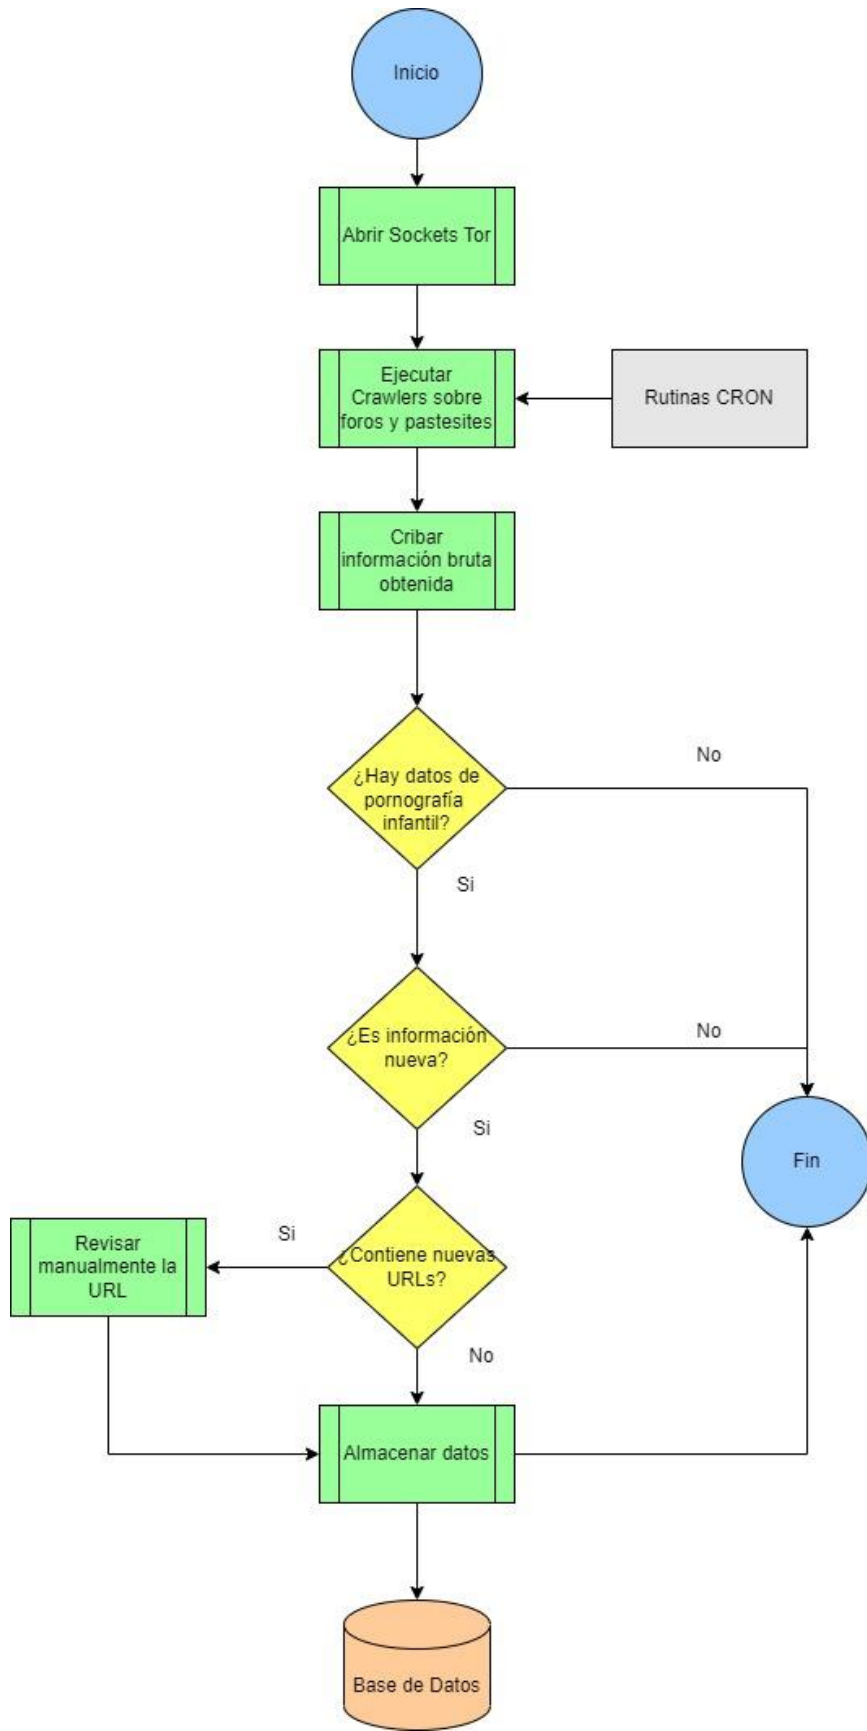 Inicio
Abrir Sockets Tor
Ejecutar
Crawlers sobre
foros y pastesites
Rutinas CRON
Cribar
información bruta
obtenida
¿Hay datos de
pornografía
infantil?
No
Si
¿Es información
nueva?
No
Si
Fin
¿Contiene nuevas
URLs?
Si
Revisar
manualmente la
URL
No
Almacenar datos
Base de Datos